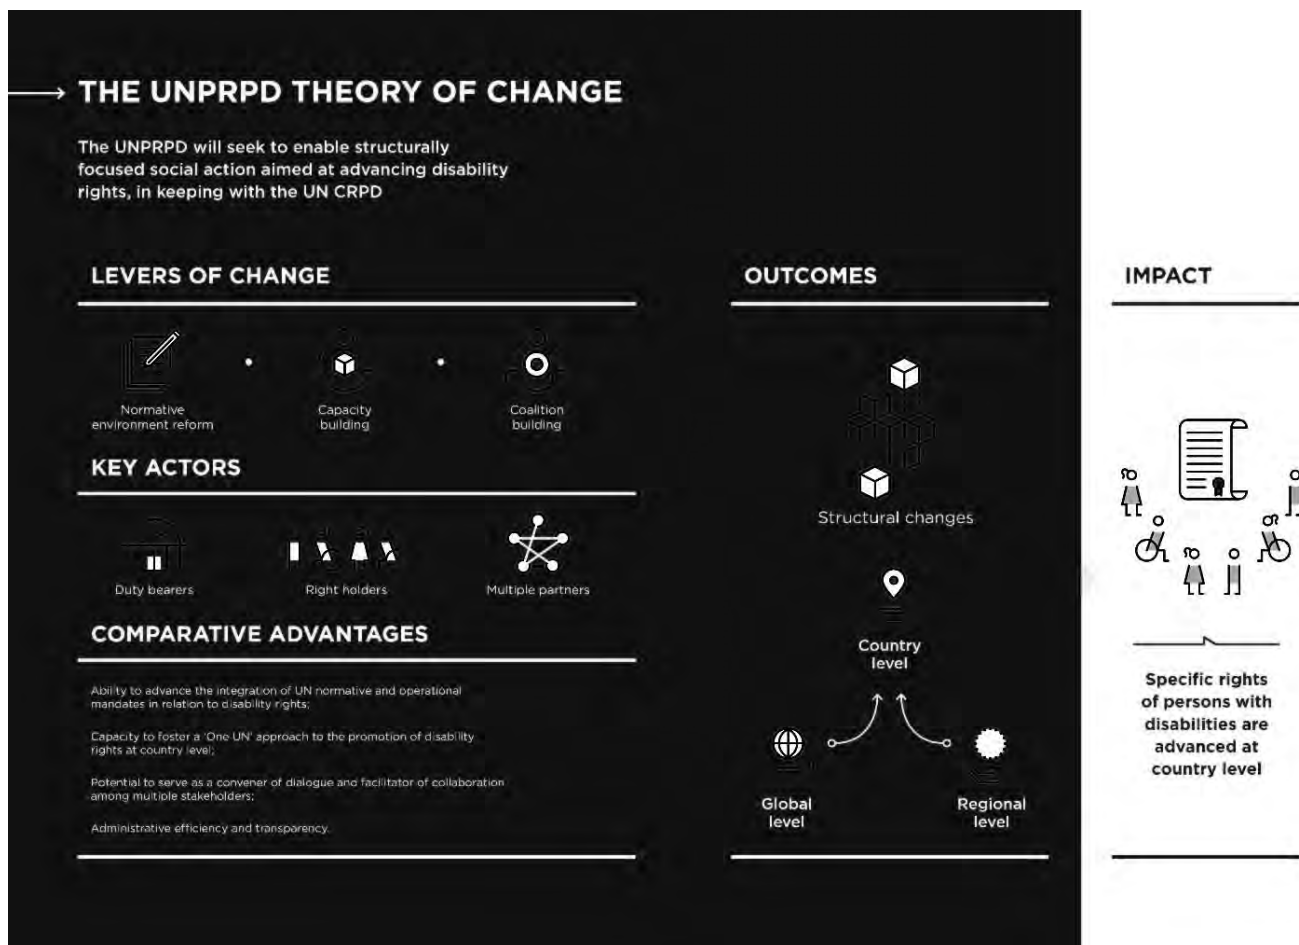 THE UNPRPD THEORY OF CHANGE
The UNPRPD will seek to enable structurally
focused social action aimed at advancing disability
rights, in keeping with the UN CRPD
LEVERS OF CHANGE
Normative
environment reform
Capacity
building
Coalition
building
KEY ACTORS
Duty bearers
Right holders
Multiple partners
COMPARATIVE ADVANTAGES
Ability to advance the integration of UN normative and operational
mandates in relation to disability rights;
Capacity to foster a ‘One UN’ approach to the promotion of disability
rights at country level;
Potential to serve as a convener of dialogue and facilitator of collaboration
among multiple stakeholders;
Administrative efficiency and transparency.
OUTCOMES
Structural changes
Country
level
Global
level
Regional
level
IMPACT
Specific rights
of persons with
disabilities are
advanced at
country level